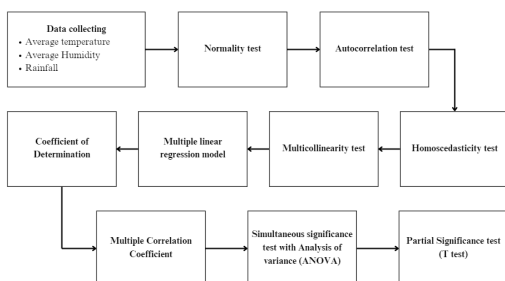 Data collecting
• Average temperature
• Average Humidity
• Rainfall
Normality test
Autocorrelation test
Homoscedasticity test
Multicollinearity test
Multiple linear
regression model
Coefficient of
Determination
Multiple Correlation
Coefficient
Simultaneous significance
test with Analysis of
variance (ANOVA)
Partial Significance test
(T test)